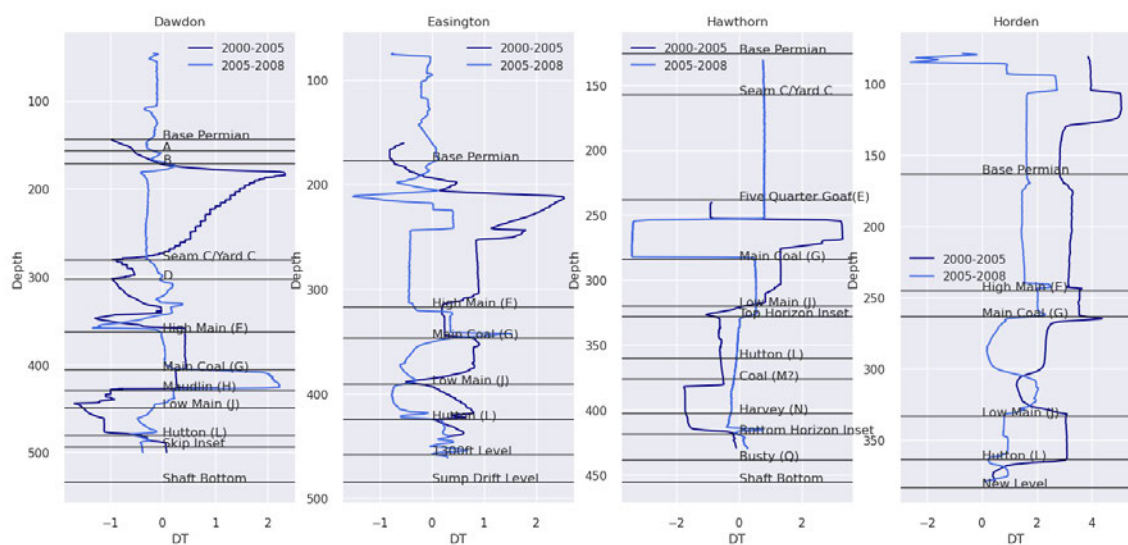 Dawdon
2000-2005
2005-2008
100
200
300
400
500
Base Permian
A
B
Seam C/Yard C
D
High Main (E)
Main Coal (G)
Maudlin (H)
Low Main (J)
Hutton (L)
Skip Inset
Shaft Bottom
Depth
−1
0
1
2
DT
Easington
2000-2005
2005-2008
100
200
300
400
500
Base Permian
High Main (F)
Main Coal (G)
Low Main (J)
Hutton (L)
1300ft Level
Sump Drift Level
Depth
−2
−1
0
1
2
DT
Hawthorn
2000-2005
2005-2008
125
150
200
250
300
350
400
450
Base Permian
Seam C/Yard C
Five Quarter Goaf(E)
Main Coal (G)
Low Main (J)
Top Horizon Inset
Hutton (L)
Coal (M?)
Harvey (N)
Bottom Horizon Inset
Busty (Q)
Shaft Bottom
Depth
−2
0
2
DT
Horden
2000-2005
2005-2008
100
150
200
250
300
350
Base Permian
High Main (E)
Main Coal (G)
Low Main (J)
Hutton (L)
New Level
Depth
−2
0
2
4
DT